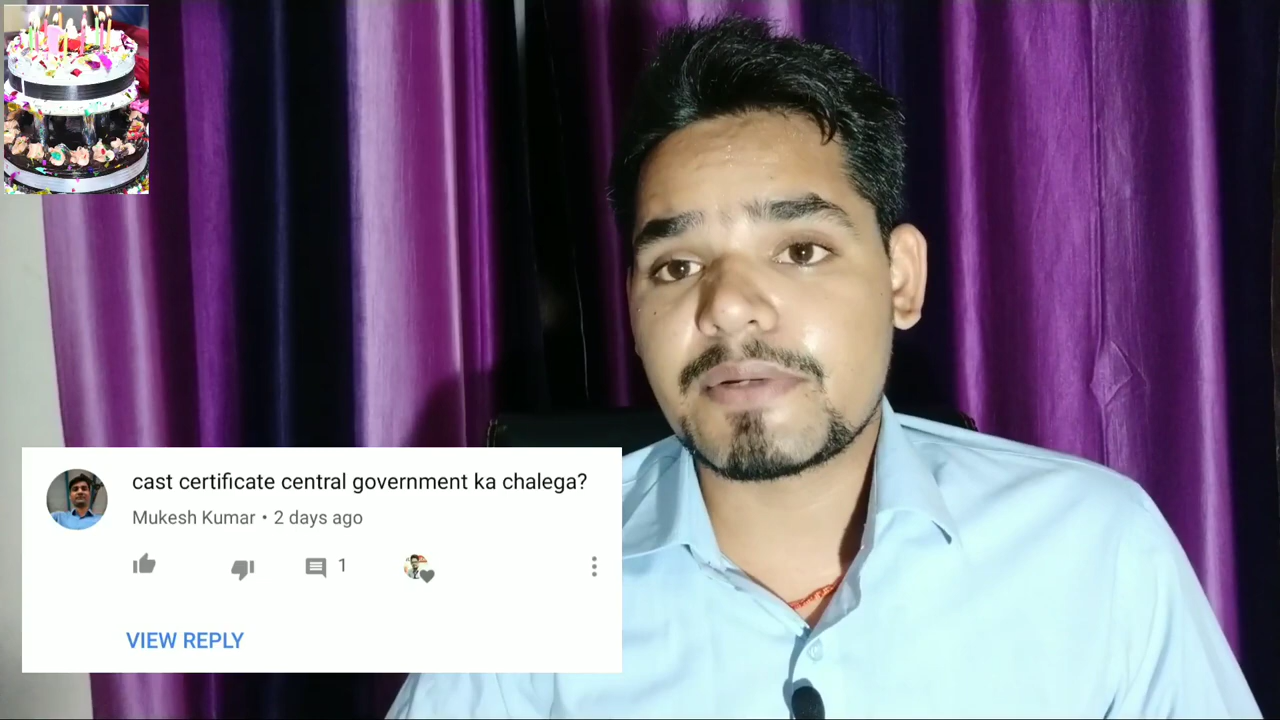 cast certificate central government ka chalega?
Mukesh Kumar • 2 days ago
1
VIEW REPLY